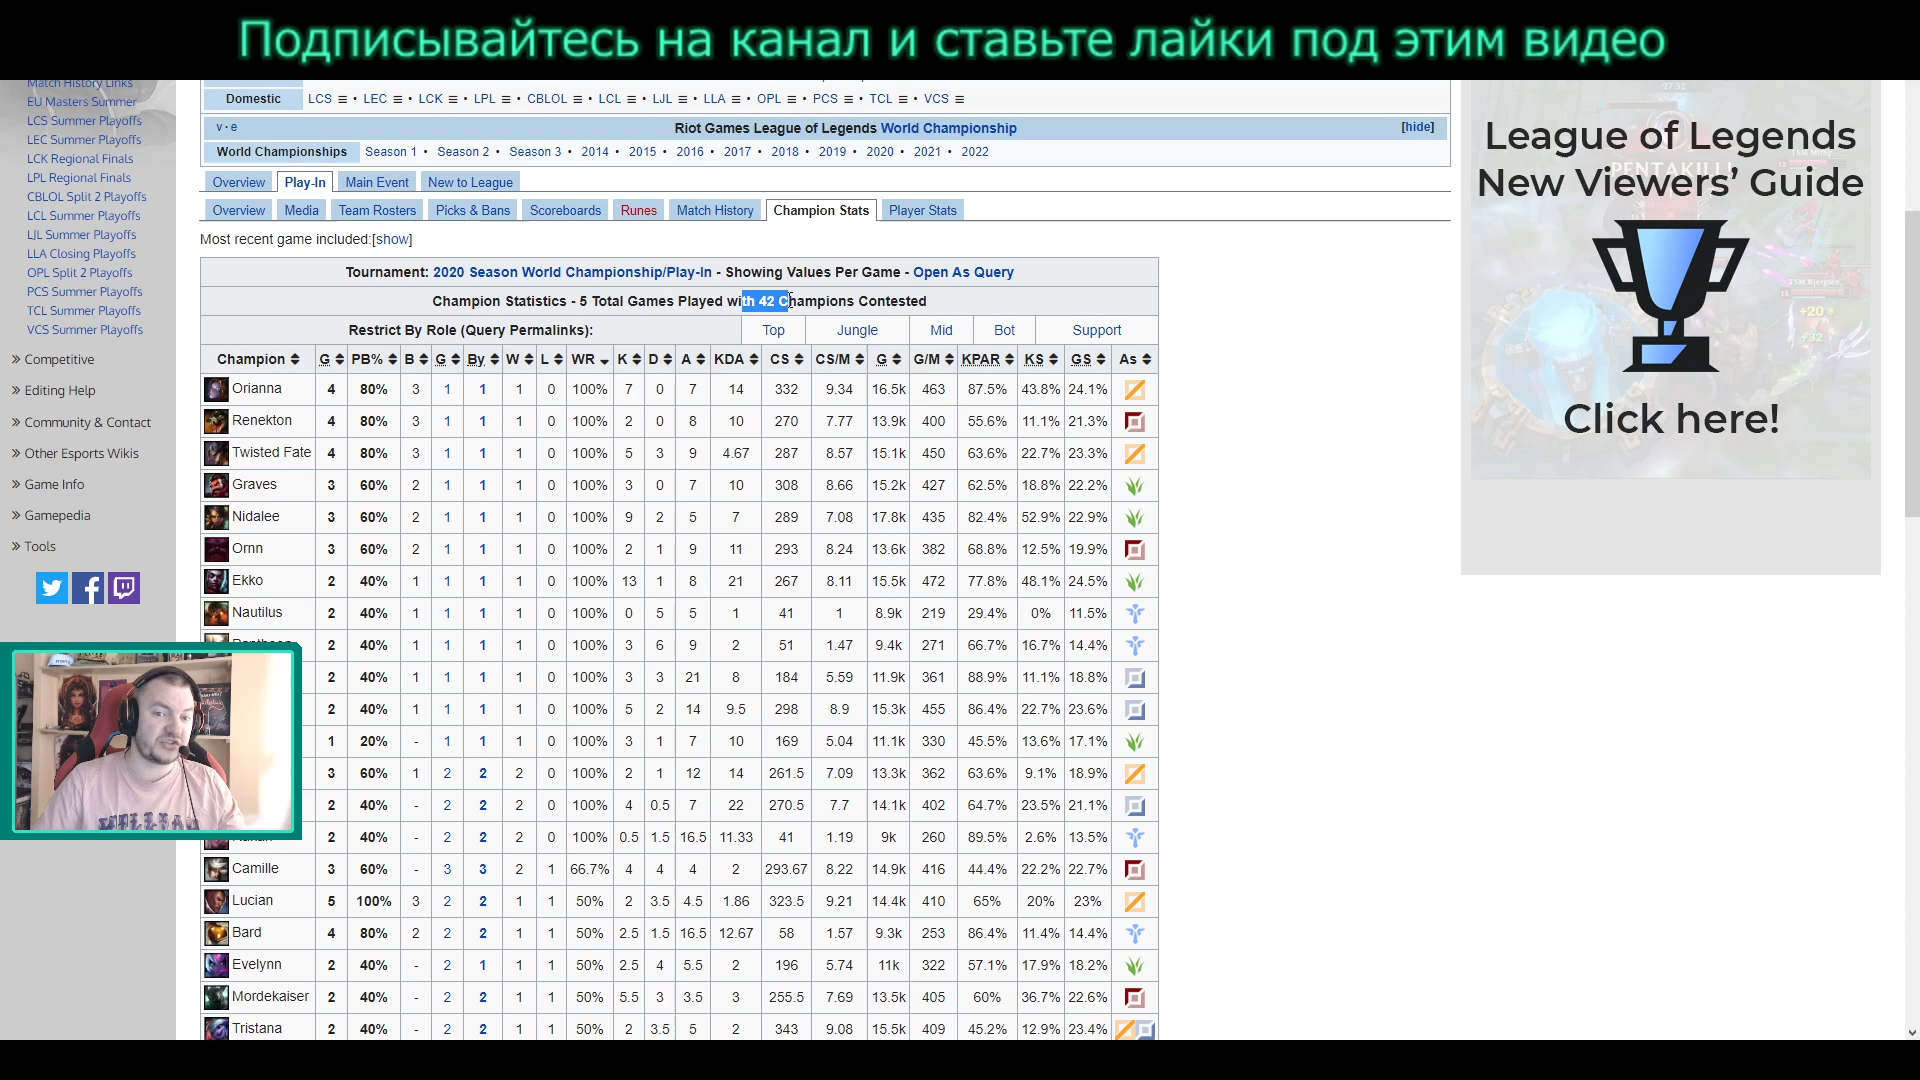 Подписывайтесь на канал и ставьте лайки под этим видео
Match History Links
EU Masters Summer
LCS Summer Playoffs
LEC Summer Playoffs
LCK Regional Finals
LPL Regional Finals
CBLOL Split 2 Playoffs
LCL Summer Playoffs
LJL Summer Playoffs
LLA Closing Playoffs
OPL Split 2 Playoffs
PCS Summer Playoffs
TCL Summer Playoffs
VCS Summer Playoffs
» Competitive
» Editing Help
» Community & Contact
» Other Esports Wikis
» Game Info
» Gamepedia
» Tools
Domestic LCS • LEC • LCK • LPL • CBLOL • LCL • LJL • LLA • OPL • PCS • TCL • VCS
v · e Riot Games League of Legends World Championship [hide]
World Championships Season 1 • Season 2 • Season 3 • 2014 • 2015 • 2016 • 2017 • 2018 • 2019 • 2020 • 2021 • 2022
Overview Play-In Main Event New to League
Overview Media Team Rosters Picks & Bans Scoreboards Runes Match History Champion Stats Player Stats
Most recent game included:[show]
Tournament: 2020 Season World Championship/Play-In - Showing Values Per Game - Open As Query
Champion Statistics - 5 Total Games Played with 42 Champions Contested
Restrict By Role (Query Permalinks): Top Jungle Mid Bot Support
Champion G PB% B G By W L WR K D A KDA CS CS/M G G/M KPAR KS GS As
Orianna 4 80% 3 1 1 1 0 100% 7 0 7 14 332 9.34 16.5k 463 87.5% 43.8% 24.1%
Renekton 4 80% 3 1 1 1 0 100% 2 0 8 10 270 7.77 13.9k 400 55.6% 11.1% 21.3%
Twisted Fate 4 80% 3 1 1 1 0 100% 5 3 9 4.67 287 8.57 15.1k 450 63.6% 22.7% 23.3%
Graves 3 60% 2 1 1 1 0 100% 3 0 7 10 308 8.66 15.2k 427 62.5% 18.8% 22.2%
Nidalee 3 60% 2 1 1 1 0 100% 9 2 5 7 289 7.08 17.8k 435 82.4% 52.9% 22.9%
Ornn 3 60% 2 1 1 1 0 100% 2 1 9 11 293 8.24 13.6k 382 68.8% 12.5% 19.9%
Ekko 2 40% 1 1 1 1 0 100% 13 1 8 21 267 8.11 15.5k 472 77.8% 48.1% 24.5%
Nautilus 2 40% 1 1 1 1 0 100% 0 5 5 1 41 1 8.9k 219 29.4% 0% 11.5%
2 40% 1 1 1 1 0 100% 3 6 9 2 51 1.47 9.4k 271 66.7% 16.7% 14.4%
2 40% 1 1 1 1 0 100% 3 3 21 8 184 5.59 11.9k 361 88.9% 11.1% 18.8%
2 40% 1 1 1 1 0 100% 5 2 14 9.5 298 8.9 15.3k 455 86.4% 22.7% 23.6%
1 20% - 1 1 1 0 100% 3 1 7 10 169 5.04 11.1k 330 45.5% 13.6% 17.1%
3 60% 1 2 2 2 0 100% 2 1 12 14 261.5 7.09 13.3k 362 63.6% 9.1% 18.9%
2 40% - 2 2 2 0 100% 4 0.5 7 22 270.5 7.7 14.1k 402 64.7% 23.5% 21.1%
2 40% - 2 2 2 0 100% 0.5 1.5 16.5 11.33 41 1.19 9k 260 89.5% 2.6% 13.5%
Camille 3 60% - 3 3 2 1 66.7% 4 4 4 2 293.67 8.22 14.9k 416 44.4% 22.2% 22.7%
Lucian 5 100% 3 2 2 1 1 50% 2 3.5 4.5 1.86 323.5 9.21 14.4k 410 65% 20% 23%
Bard 4 80% 2 2 2 1 1 50% 2.5 1.5 16.5 12.67 58 1.57 9.3k 253 86.4% 11.4% 14.4%
Evelynn 2 40% - 2 1 1 1 50% 2.5 4 5.5 2 196 5.74 11k 322 57.1% 17.9% 18.2%
Mordekaiser 2 40% - 2 2 1 1 50% 5.5 3 3.5 3 255.5 7.69 13.5k 405 60% 36.7% 22.6%
Tristana 2 40% - 2 2 1 1 50% 2 3.5 5 2 343 9.08 15.5k 409 45.2% 12.9% 23.4%
League of Legends
New Viewers' Guide
Click here!